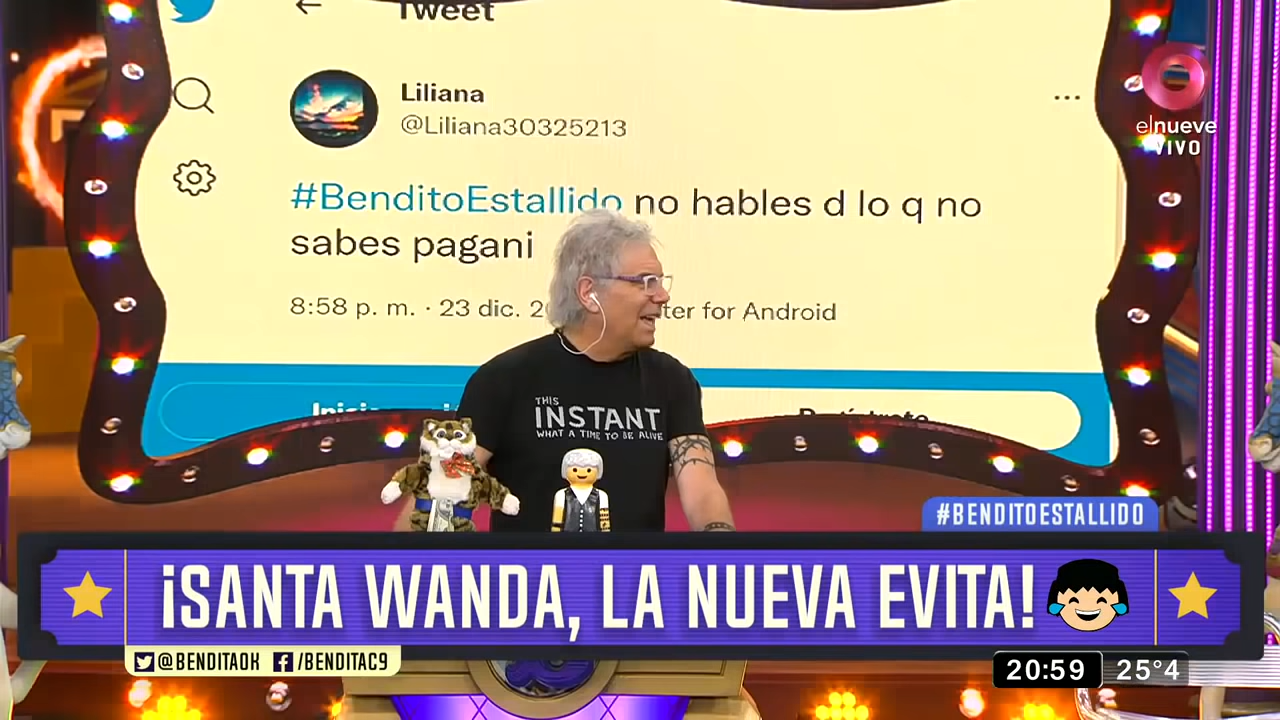 Tweet
Liliana
@Liliana30325213
#BenditoEstallido no hables d lo q no
sabes pagani
8:58 p. m. · 23 dic. 2
ter for Android
elnueve
VIVO
THIS
INSTANT
WHAT A TIME TO BE ALIVE
#BENDITOESTALLIDO
¡SANTA WANDA, LA NUEVA EVITA!
@BENDITAOK /BENDITAC9
20:59 25°4